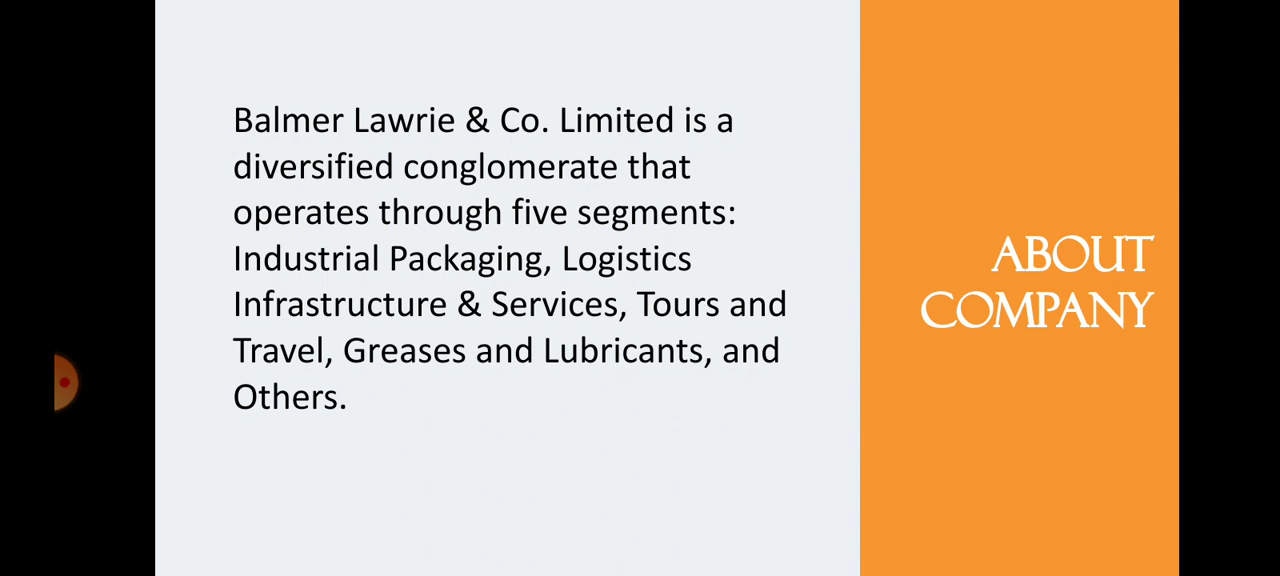 Balmer Lawrie & Co. Limited is a
diversified conglomerate that
operates through five segments:
Industrial Packaging, Logistics
Infrastructure & Services, Tours and
Travel, Greases and Lubricants, and
Others.
ABOUT
COMPANY